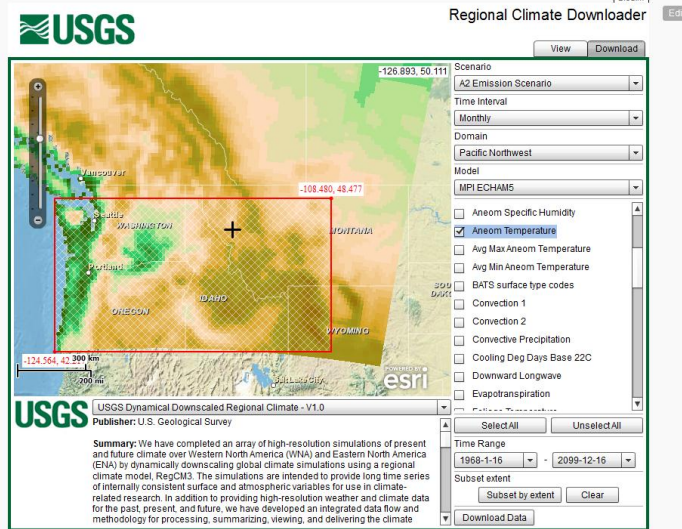 USGS
Regional Climate Downloader
View
Download
-126.893, 50.111
Vancouver
-108.480, 48.477
Seattle
WASHINGTON
MONTANA
Portland
OREGON
IDAHO
WYOMING
300 km
200 mi
Salt Lake City
POWERED BY
esri
Scenario
A2 Emission Scenario
Time Interval
Monthly
Domain
Pacific Northwest
Model
MPI ECHAM5
Aneom Specific Humidity
Aneom Temperature
Avg Max Aneom Temperature
Avg Min Aneom Temperature
BATS surface type codes
Convection 1
Convection 2
Convective Precipitation
Cooling Deg Days Base 22C
Downward Longwave
Evapotranspiration
Select All
Unselect All
Time Range
1968-1-16 - 2099-12-16
Subset extent
Subset by extent
Clear
Download Data
USGS
USGS Dynamical Downscaled Regional Climate - V1.0
Publisher: U.S. Geological Survey
Summary: We have completed an array of high-resolution simulations of present
and future climate over Western North America (WNA) and Eastern North America
(ENA) by dynamically downscaling global climate simulations using a regional
climate model, RegCM3. The simulations are intended to provide long time series
of internally consistent surface and atmospheric variables for use in climate-
related research. In addition to providing high-resolution weather and climate data
for the past, present, and future, we have developed an integrated data flow and
methodology for processing, summarizing, viewing, and delivering the climate